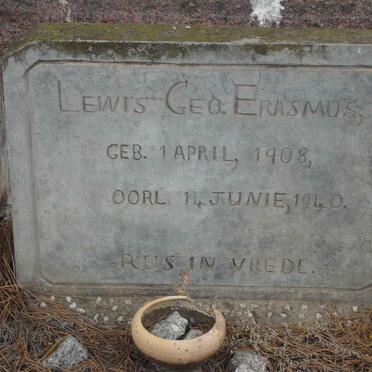 LEWIS GEO. ERASMUS,
GEB. 1 APRIL, 1908,
OORL. 14 JUNIE, 1940.
RUS IN VREDE.